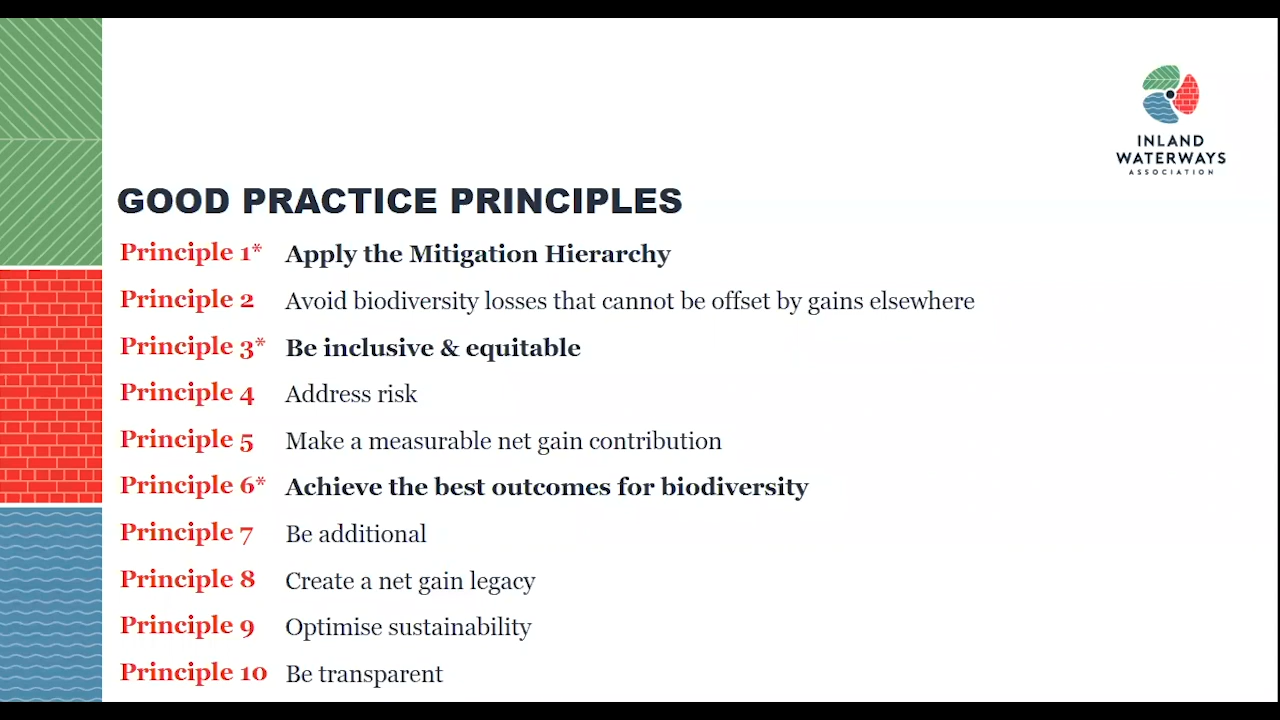 INLAND
WATERWAYS
ASSOCIATION
GOOD PRACTICE PRINCIPLES
Principle 1* Apply the Mitigation Hierarchy
Principle 2 Avoid biodiversity losses that cannot be offset by gains elsewhere
Principle 3* Be inclusive & equitable
Principle 4 Address risk
Principle 5 Make a measurable net gain contribution
Principle 6* Achieve the best outcomes for biodiversity
Principle 7 Be additional
Principle 8 Create a net gain legacy
Principle 9 Optimise sustainability
Principle 10 Be transparent